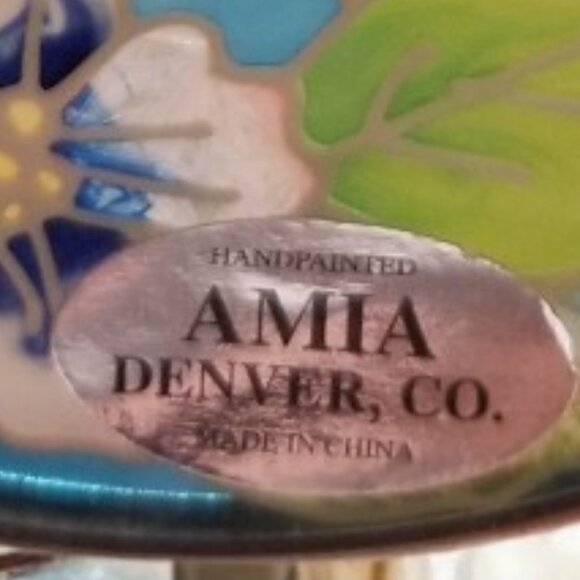 HANDPAINTED
AMIA
DENVER, CO.
MADE IN CHINA